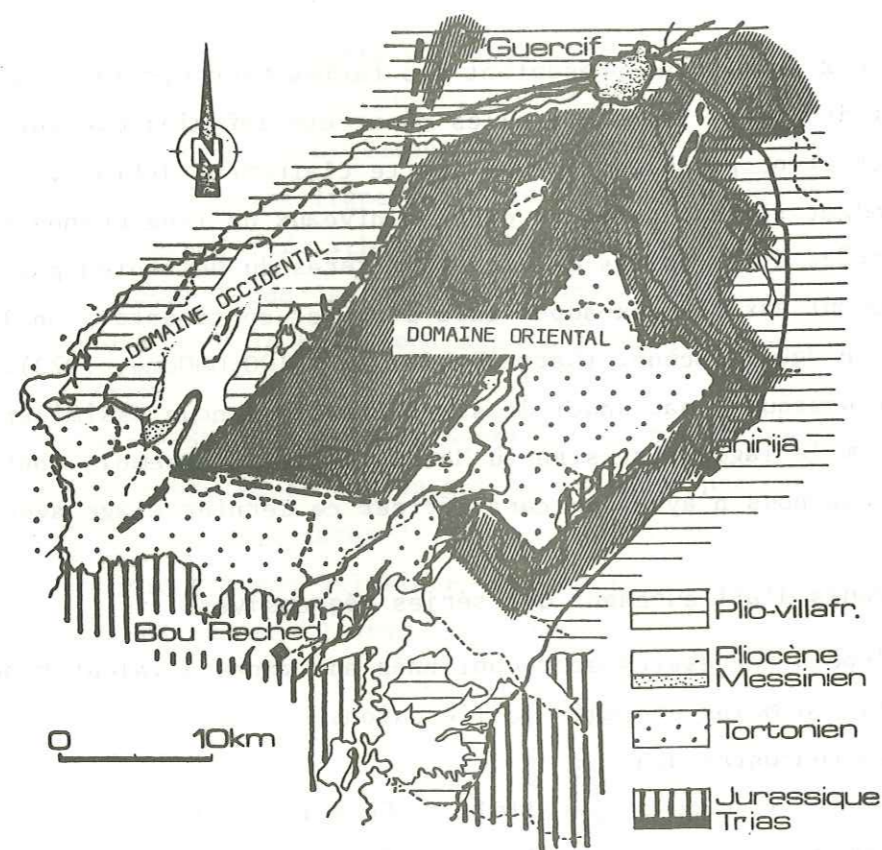 Guercif
N
DOMAINE OCCIDENTAL
DOMAINE ORIENTAL
Bou Rached
0 10km
Plio-villafr.
Pliocène
Messinien
Tortonien
Jurassique
Trias